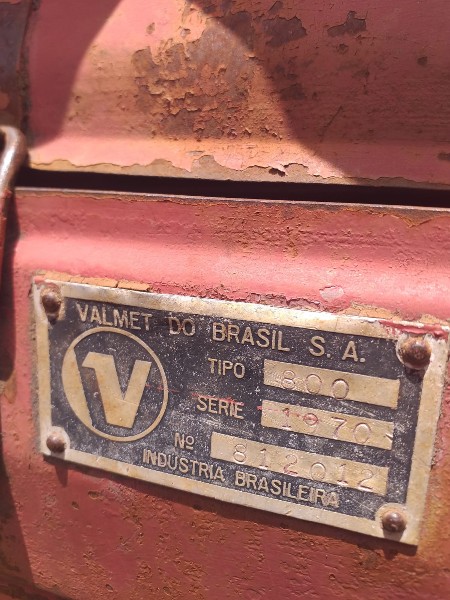 VALMET DO BRASIL S. A.
V
TIPO 800
SERIE 1970
Nº 812012
INDUSTRIA BRASILEIRA